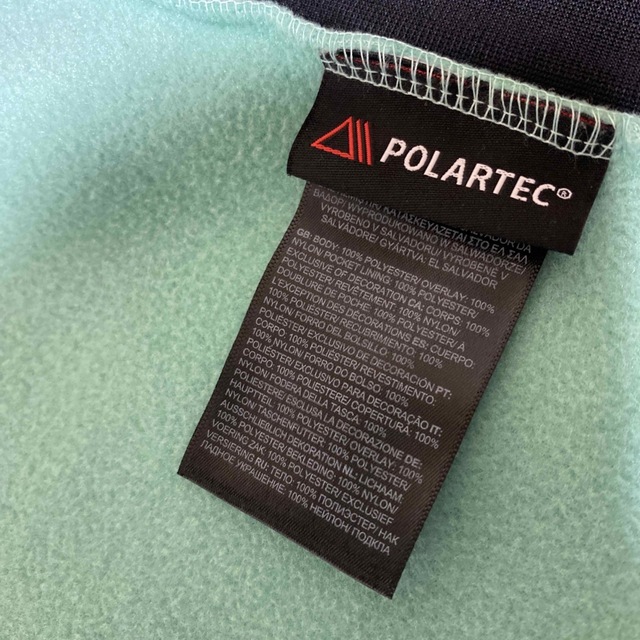 POLARTEC®
VAĐOR/ WYPRODUKOWANO W SALWADORZE/
VYROBENO V SALVADORU/ VYROBENÉ V
SALVADORE/ GYÁRTVA: EL SALVADOR
GB BODY: 100% POLYESTER/ OVERLAY: 100%
NYLON/ POCKET LINING: 100% POLYESTER/
EXCLUSIVE OF DECORATION CA: CORPS: 100%
POLYESTER/ REVÊTEMENT: 100% NYLON/
DOUBLURE DE POCHE: 100% POLYESTER/ A
L'EXCEPTION DES DÉCORATIONS ES: CUERPO:
100% POLIÉSTER/ RECUBRIMIENTO: 100%
NYLON/ FORRO DEL BOLSILLO: 100%
POLIÉSTER/ EXCLUSIVO DE DECORACIÓN PT:
CORPO: 100% POLIÉSTER/ REVESTIMENTO:
100% NYLON/ FORRO DO BOLSO: 100%
POLIÉSTER/ EXCLUSIVO PARA DECORAÇÃO IT:
CORPO: 100% POLIESTERE/ COPERTURA: 100%
NYLON/ FODERA DELLA TASCA: 100%
POLIESTERE/ ESCLUSA LA DECORAZIONE DE:
HAUPTTEIL: 100% POLYESTER/ OVERLAY: 100%
NYLON/ TASCHENFUTTER: 100% POLYESTER/
AUSSCHLIEßLICH DEKORATION NL LICHAAM:
100% POLYESTER/ BEKLEDING: 100% NYLON/
VOERING ZAK: 100% POLYESTER/ EXCLUSIEF
VERSIERING RU: ТЕЛО: 100% ПОЛИЭСТЕР/ НАК
ЛАДНОЕ УКРАШЕНИЕ: 100% НЕЙЛОН/ ПОДКЛА